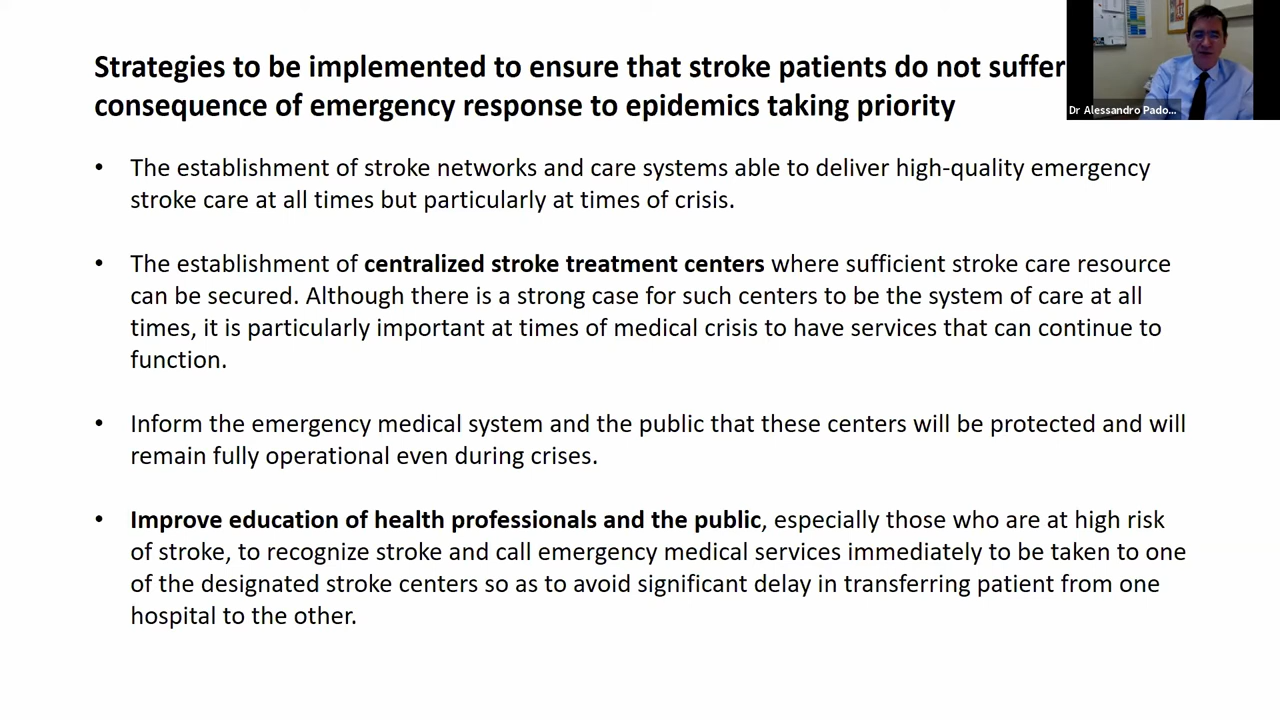 Strategies to be implemented to ensure that stroke patients do not suffer
consequence of emergency response to epidemics taking priority
Dr Alessandro Pado...
• The establishment of stroke networks and care systems able to deliver high-quality emergency
stroke care at all times but particularly at times of crisis.
• The establishment of centralized stroke treatment centers where sufficient stroke care resource
can be secured. Although there is a strong case for such centers to be the system of care at all
times, it is particularly important at times of medical crisis to have services that can continue to
function.
• Inform the emergency medical system and the public that these centers will be protected and will
remain fully operational even during crises.
• Improve education of health professionals and the public, especially those who are at high risk
of stroke, to recognize stroke and call emergency medical services immediately to be taken to one
of the designated stroke centers so as to avoid significant delay in transferring patient from one
hospital to the other.